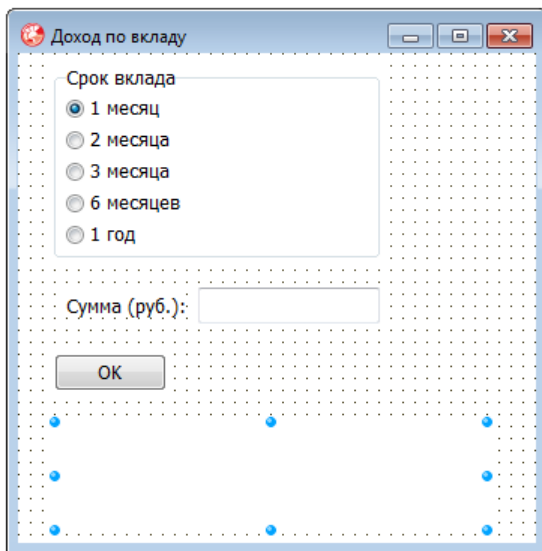 Доход по вкладу
Срок вклада
1 месяц
2 месяца
3 месяца
6 месяцев
1 год
Сумма (руб.):
OK